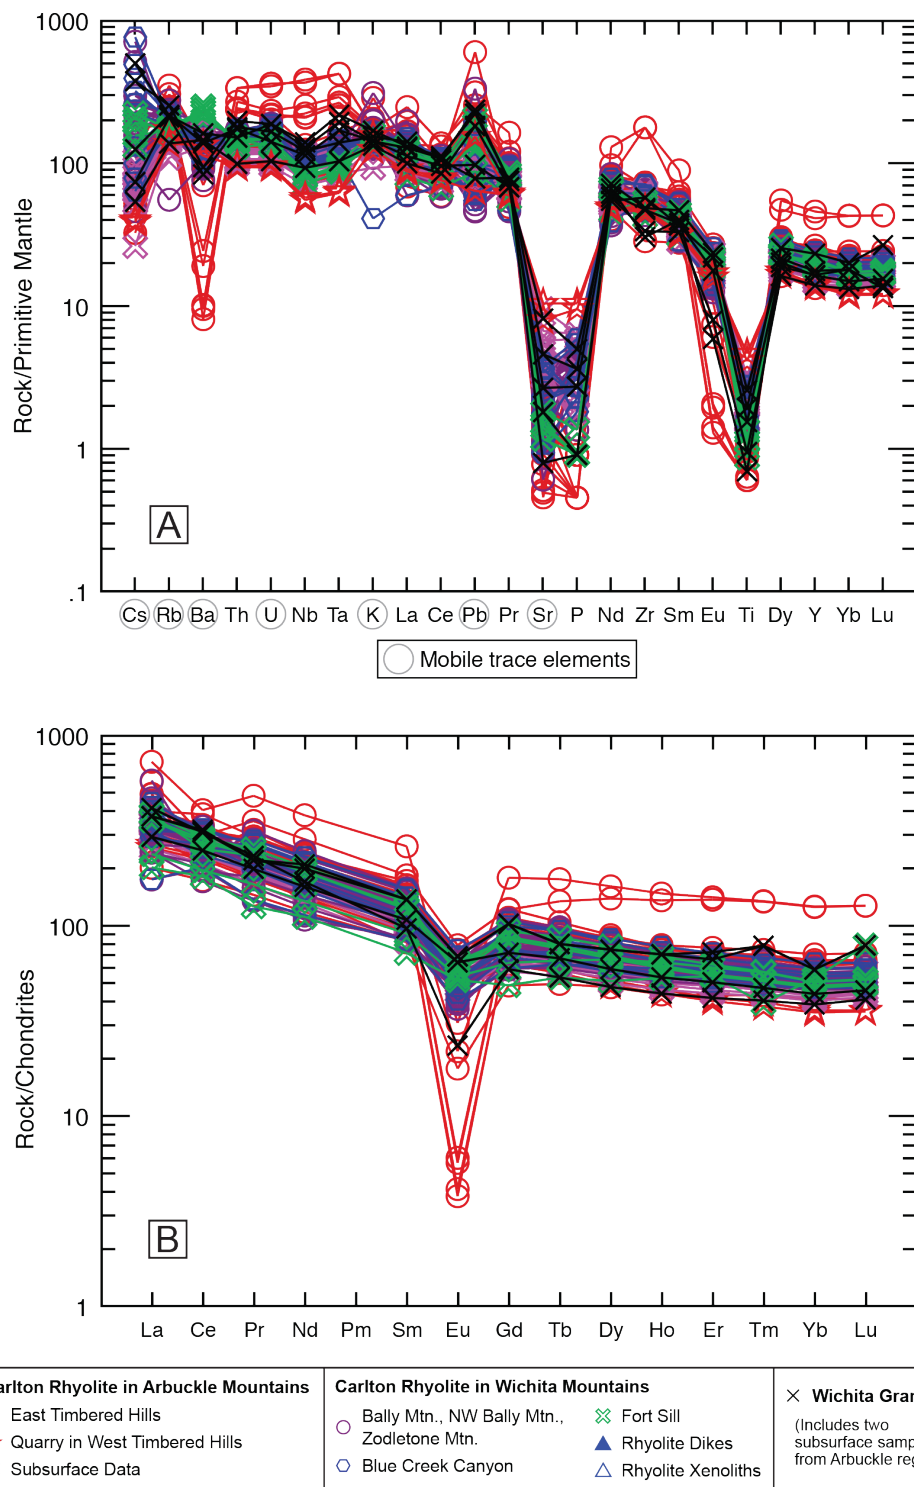 1000
100
10
1
.1
Rock/Primitive Mantle
A
Cs Rb Ba Th U Nb Ta K La Ce Pb Pr Sr P Nd Zr Sm Eu Ti Dy Y Yb Lu
Mobile trace elements
1000
100
10
1
Rock/Chondrites
B
La Ce Pr Nd Pm Sm Eu Gd Tb Dy Ho Er Tm Yb Lu
arlton Rhyolite in Arbuckle Mountains
East Timbered Hills
Quarry in West Timbered Hills
Subsurface Data
Carlton Rhyolite in Wichita Mountains
Bally Mtn., NW Bally Mtn.,
Zodletone Mtn.
Blue Creek Canyon
Fort Sill
Rhyolite Dikes
Rhyolite Xenoliths
Wichita Gran
(Includes two
subsurface samp
from Arbuckle reg